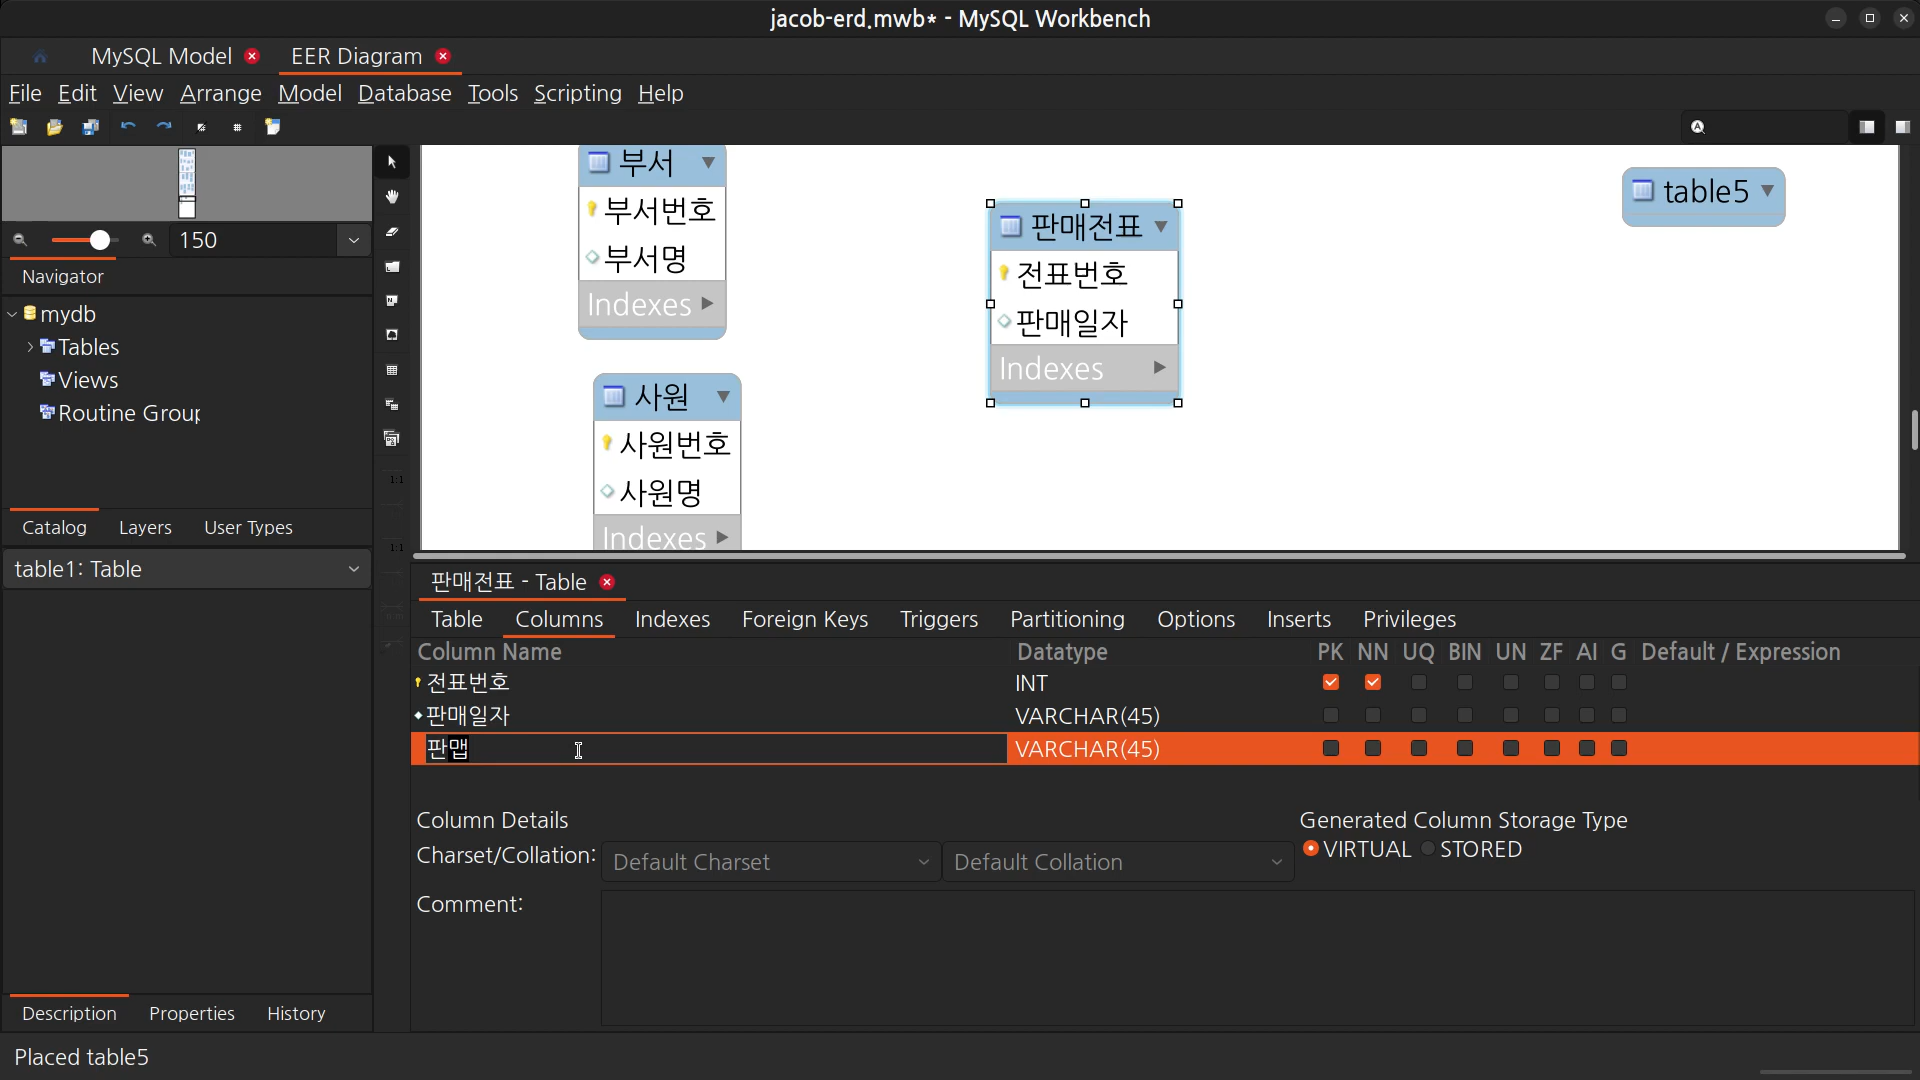 jacob-erd.mwb* - MySQL Workbench
MySQL Model EER Diagram
File Edit View Arrange Model Database Tools Scripting Help
150
Navigator
mydb
Tables
Views
Routine Group
Catalog Layers User Types
table1: Table
Description Properties History
부서
부서번호
부서명
Indexes
사원
사원번호
사원명
Indexes
판매전표
전표번호
판매일자
Indexes
table5
판매전표 - Table
Table Columns Indexes Foreign Keys Triggers Partitioning Options Inserts Privileges
Column Name Datatype PK NN UQ BIN UN ZF AI G Default / Expression
전표번호 INT
판매일자 VARCHAR(45)
판맵 VARCHAR(45)
Column Details Generated Column Storage Type
Charset/Collation: Default Charset Default Collation VIRTUAL STORED
Comment:
Placed table5